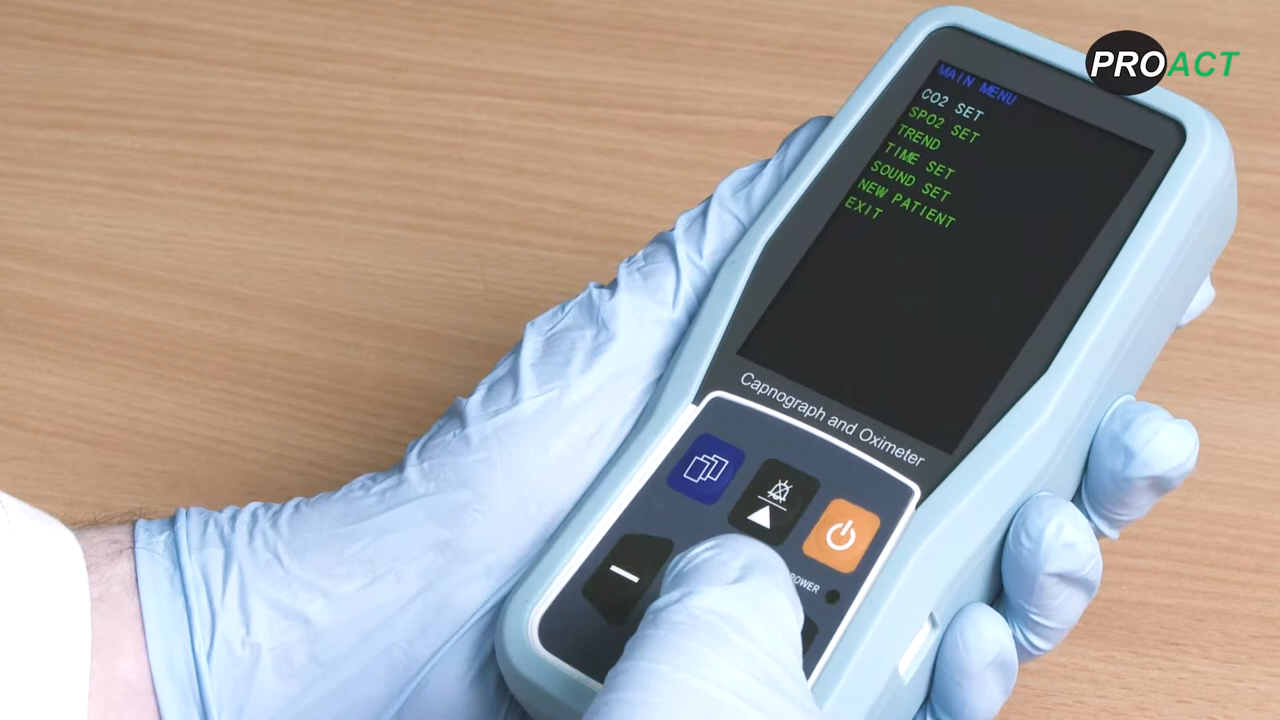 PROACT
MAIN MENU
CO2 SET
SPO2 SET
TREND
TIME SET
SOUND SET
NEW PATIENT
EXIT
Capnograph and Oximeter
POWER